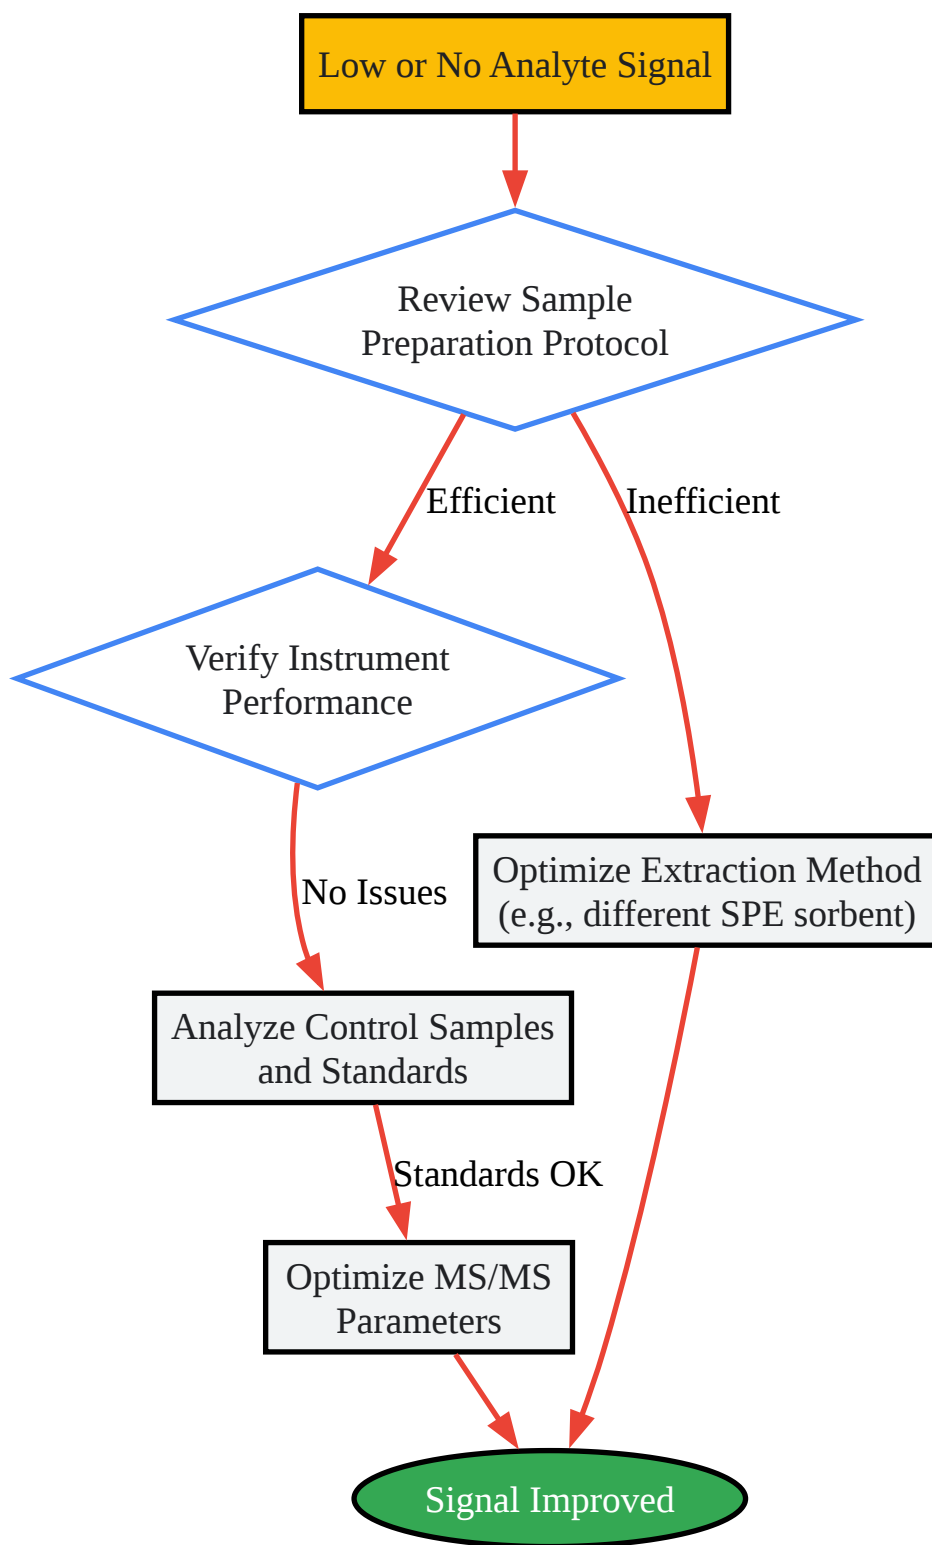 Low or No Analyte Signal
Review Sample
Preparation Protocol
Efficient
Inefficient
Verify Instrument
Performance
Optimize Extraction Method
(e.g., different SPE sorbent)
No Issues
Analyze Control Samples
and Standards
Standards OK
Optimize MS/MS
Parameters
Signal Improved